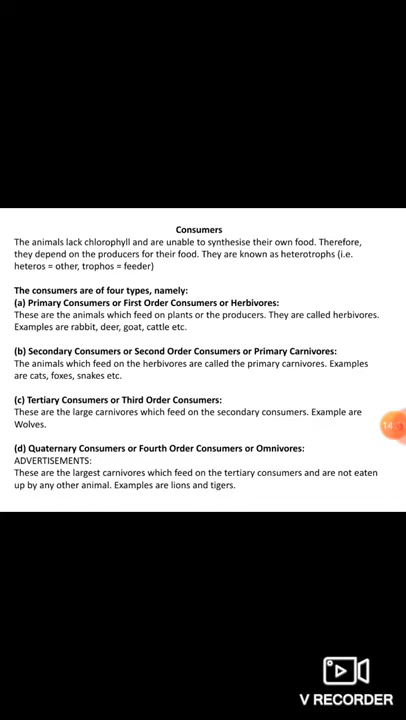 Consumers
The animals lack chlorophyll and are unable to synthesise their own food. Therefore,
they depend on the producers for their food. They are known as heterotrophs (i.e.
heteros = other, trophos = feeder)
The consumers are of four types, namely:
(a) Primary Consumers or First Order Consumers or Herbivores:
These are the animals which feed on plants or the producers. They are called herbivores.
Examples are rabbit, deer, goat, cattle etc.
(b) Secondary Consumers or Second Order Consumers or Primary Carnivores:
The animals which feed on the herbivores are called the primary carnivores. Examples
are cats, foxes, snakes etc.
(c) Tertiary Consumers or Third Order Consumers:
These are the large carnivores which feed on the secondary consumers. Example are
Wolves.
(d) Quaternary Consumers or Fourth Order Consumers or Omnivores:
ADVERTISEMENTS:
These are the largest carnivores which feed on the tertiary consumers and are not eaten
up by any other animal. Examples are lions and tigers.
V RECORDER